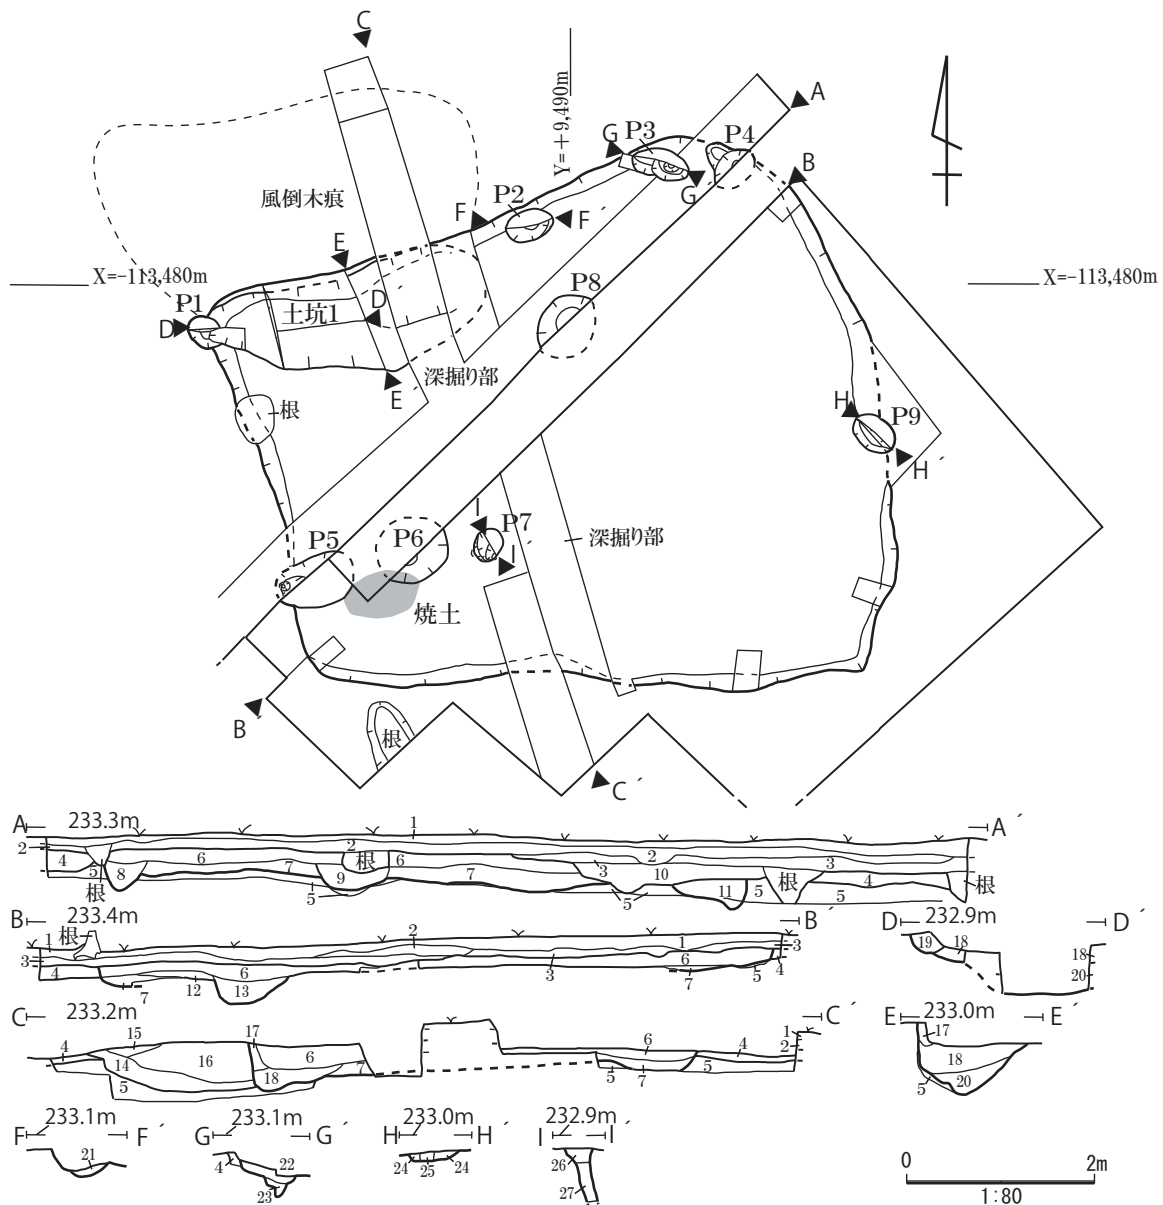 C
A
Y=+9,490m
G P3 P4
B
風倒木痕
P2
F F´
G´
E
X=-113,480m
X=-113,480m
P8
P1
D
土坑1
D´
深掘り部
E´
根
H P9
H´
I
P7
P5 P6
I´
深掘り部
焼土
B´
根
C´
A 233.3m A´
1
2 2 2 3
4 5 8 6 7 9 根 6 7 3 10 11 5 根 4 根
根 5 5 5
B 233.4m B´
1 根 2 1 3
3 4 6 3 6 4
7 12 13 7 5
D 232.9m D´
19 18 18
20
C 233.2m C´
15 17 1
4 14 16 6 6 4 2
5 18 7 5 7 5
E 233.0m E´
17
18
5 20
F 233.1m F´
21
G 233.1m G´
4 22
23
H 233.0m H´
24 25 24
I 232.9m I´
26
27
0 2m
1:80